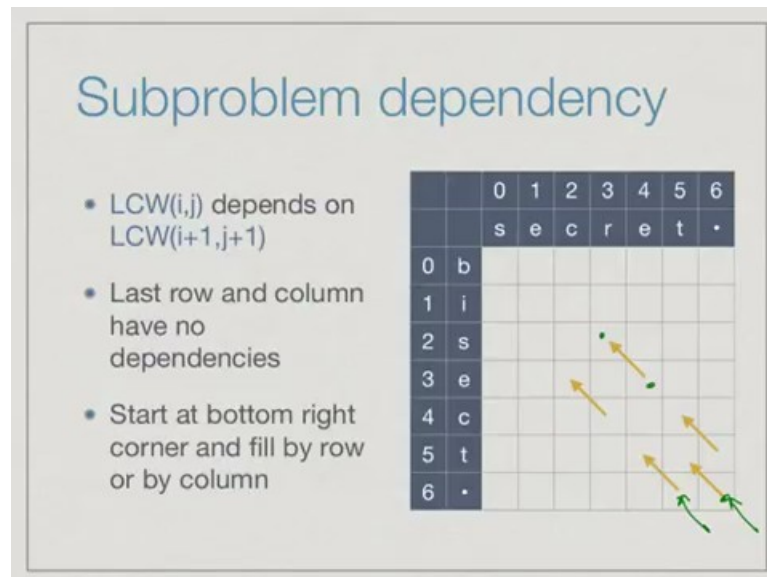 Subproblem dependency
• LCW(i,j) depends on
LCW(i+1,j+1)
• Last row and column
have no
dependencies
• Start at bottom right
corner and fill by row
or by column
0 1 2 3 4 5 6
s e c r e t •
0 b
1 i
2 s
3 e
4 c
5 t
6 •